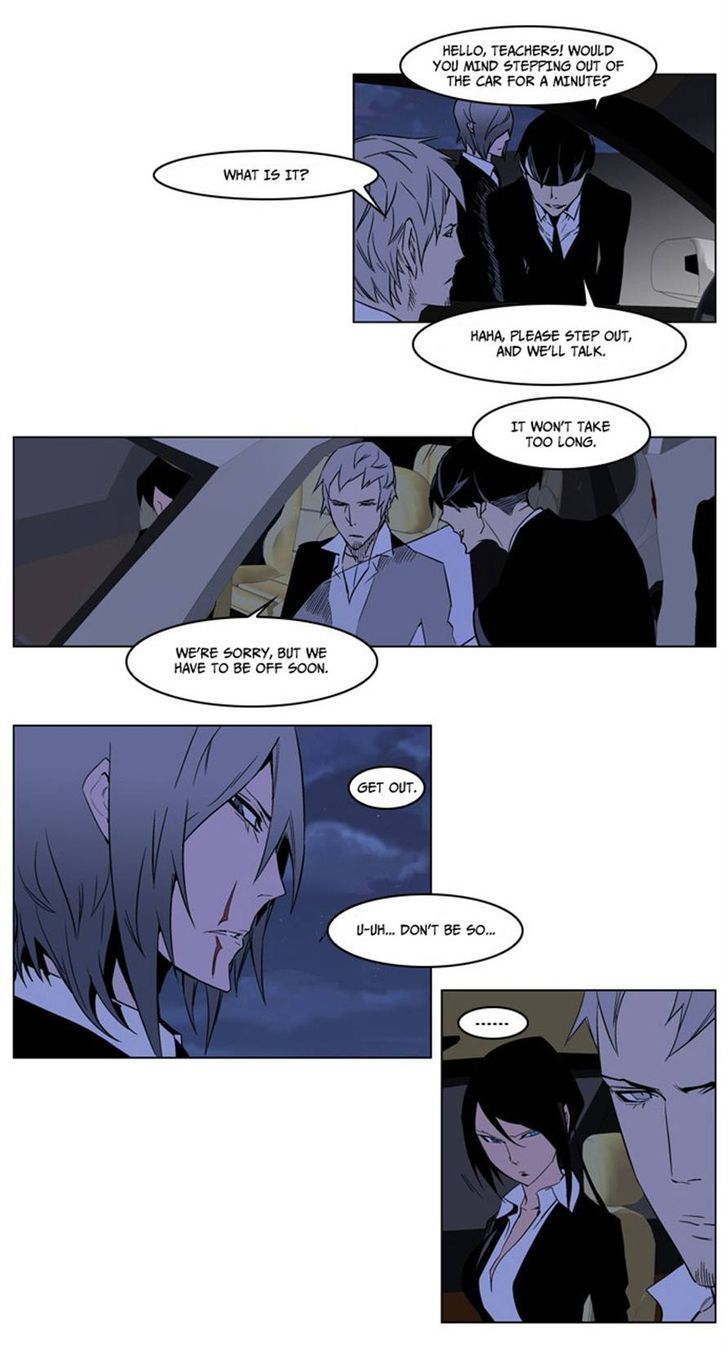 HELLO, TEACHERS! WOULD
YOU MIND STEPPING OUT OF
THE CAR FOR A MINUTE?
WHAT IS IT?
HAHA, PLEASE STEP OUT,
AND WE'LL TALK.
IT WON'T TAKE
TOO LONG.
WE'RE SORRY, BUT WE
HAVE TO BE OFF SOON.
GET OUT.
U-UH... DON'T BE SO...
------